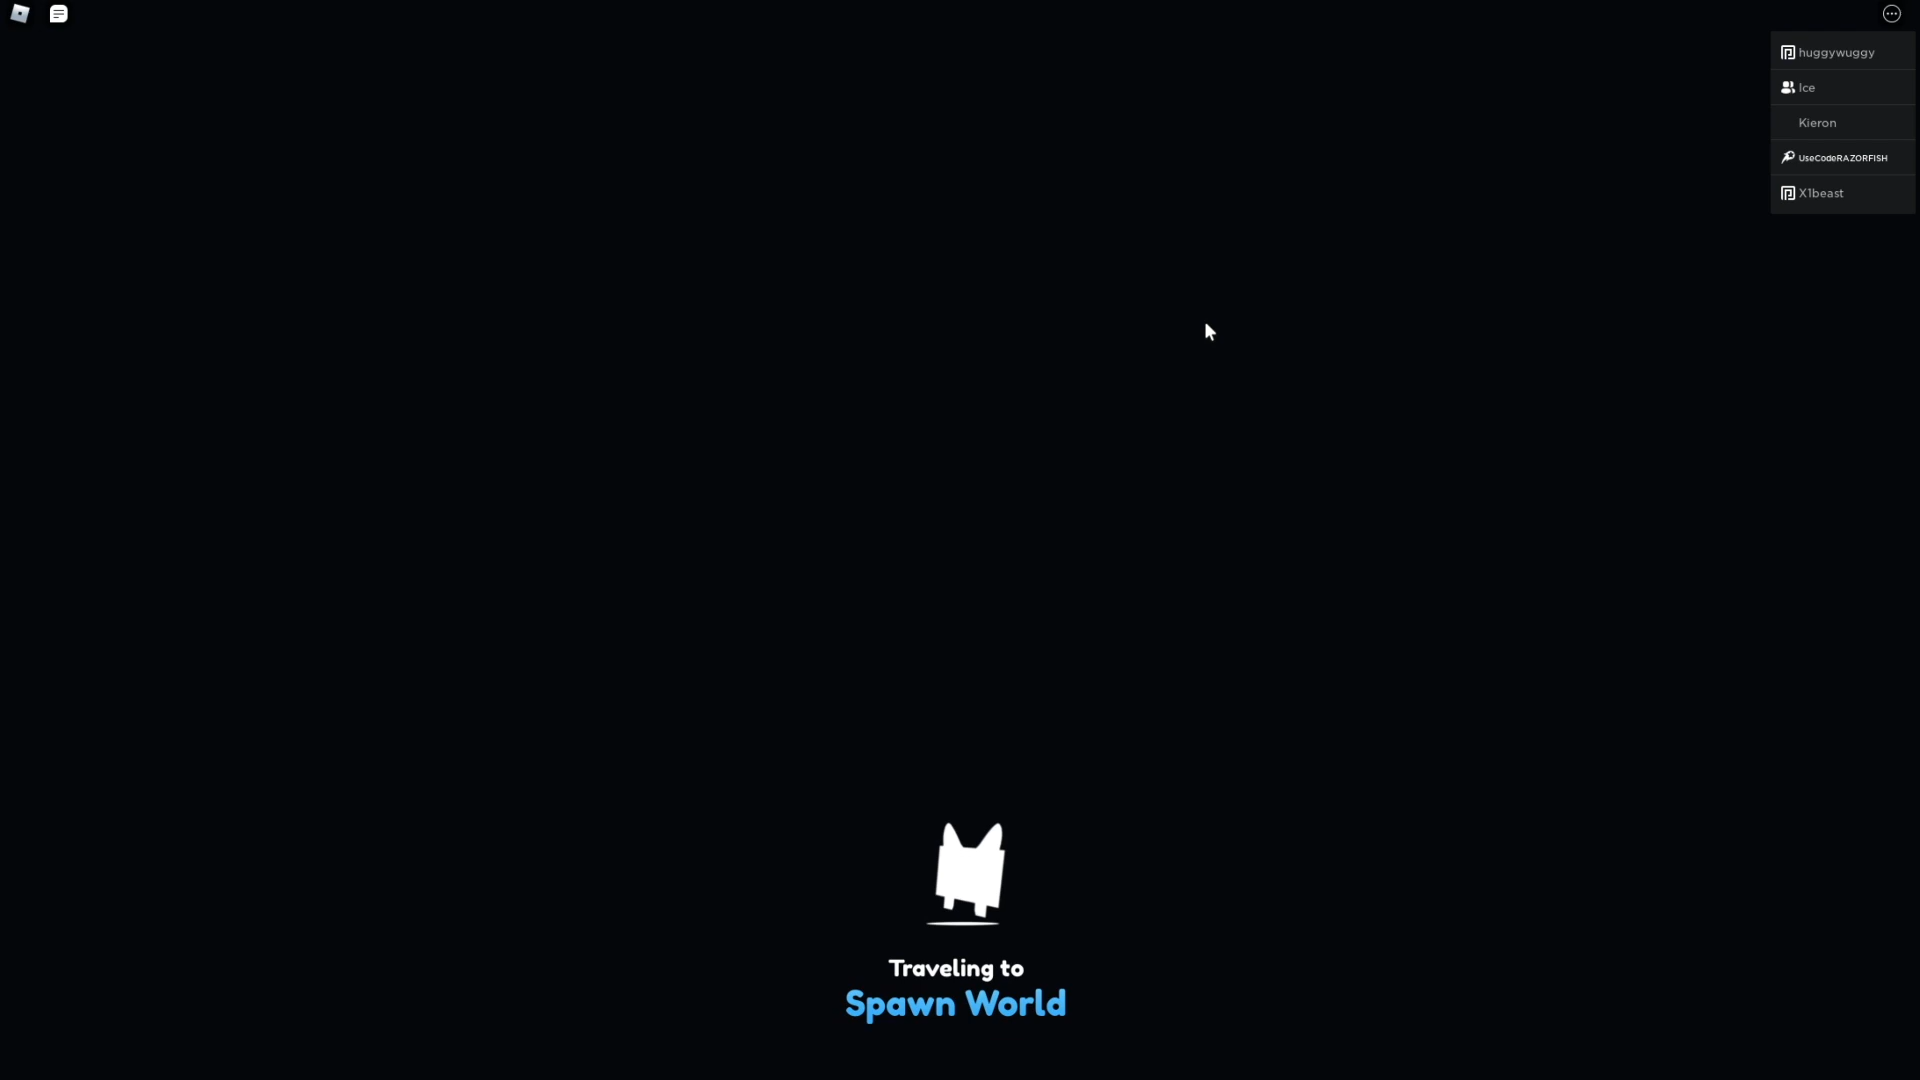 huggywuggy
Ice
Kieron
UseCodeRAZORFISH
X1beast
Traveling to
Spawn World